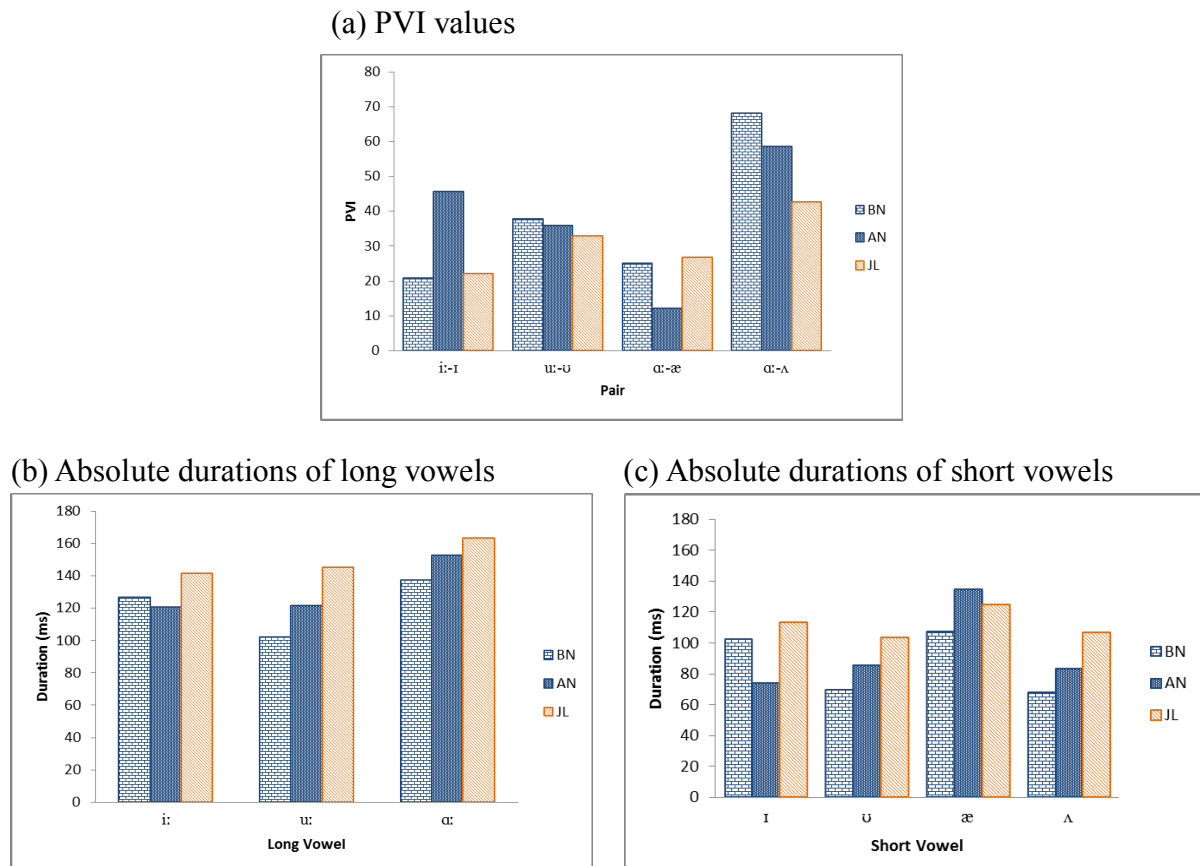 (a) PVI values
80
70
60
50
40
30
20
10
0
PVI
iː-ɪ uː-ʊ ɑː-æ ɑː-ʌ
Pair
BN
AN
JL
(b) Absolute durations of long vowels
180
160
140
120
100
80
60
40
20
0
Duration (ms)
iː uː ɑː
Long Vowel
BN
AN
JL
(c) Absolute durations of short vowels
180
160
140
120
100
80
60
40
20
0
Duration (ms)
ɪ ʊ æ ʌ
Short Vowel
BN
AN
JL